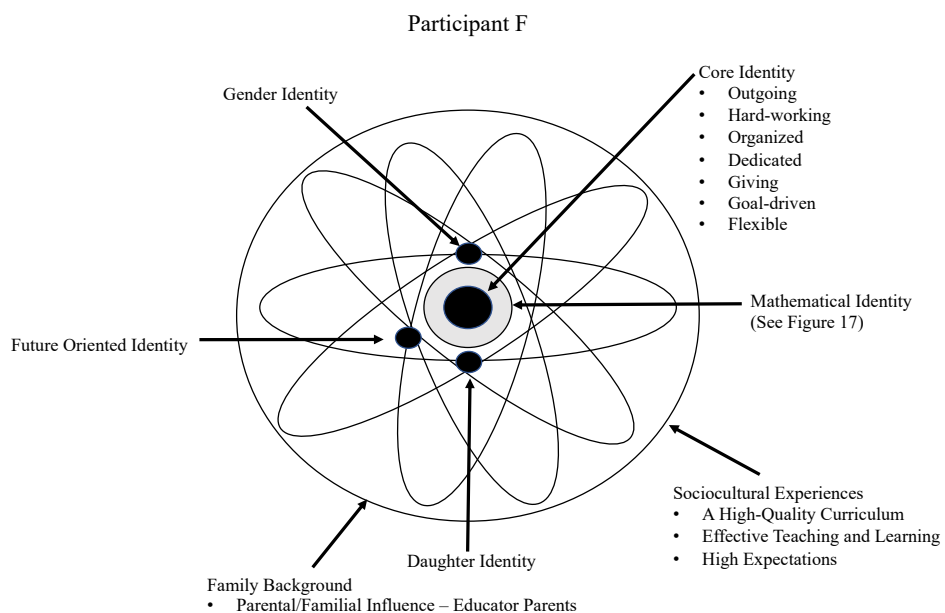 Participant F
Core Identity
• Outgoing
• Hard-working
• Organized
• Dedicated
• Giving
• Goal-driven
• Flexible
Gender Identity
Mathematical Identity
(See Figure 17)
Future Oriented Identity
Sociocultural Experiences
• A High-Quality Curriculum
• Effective Teaching and Learning
• High Expectations
Daughter Identity
Family Background
• Parental/Familial Influence – Educator Parents